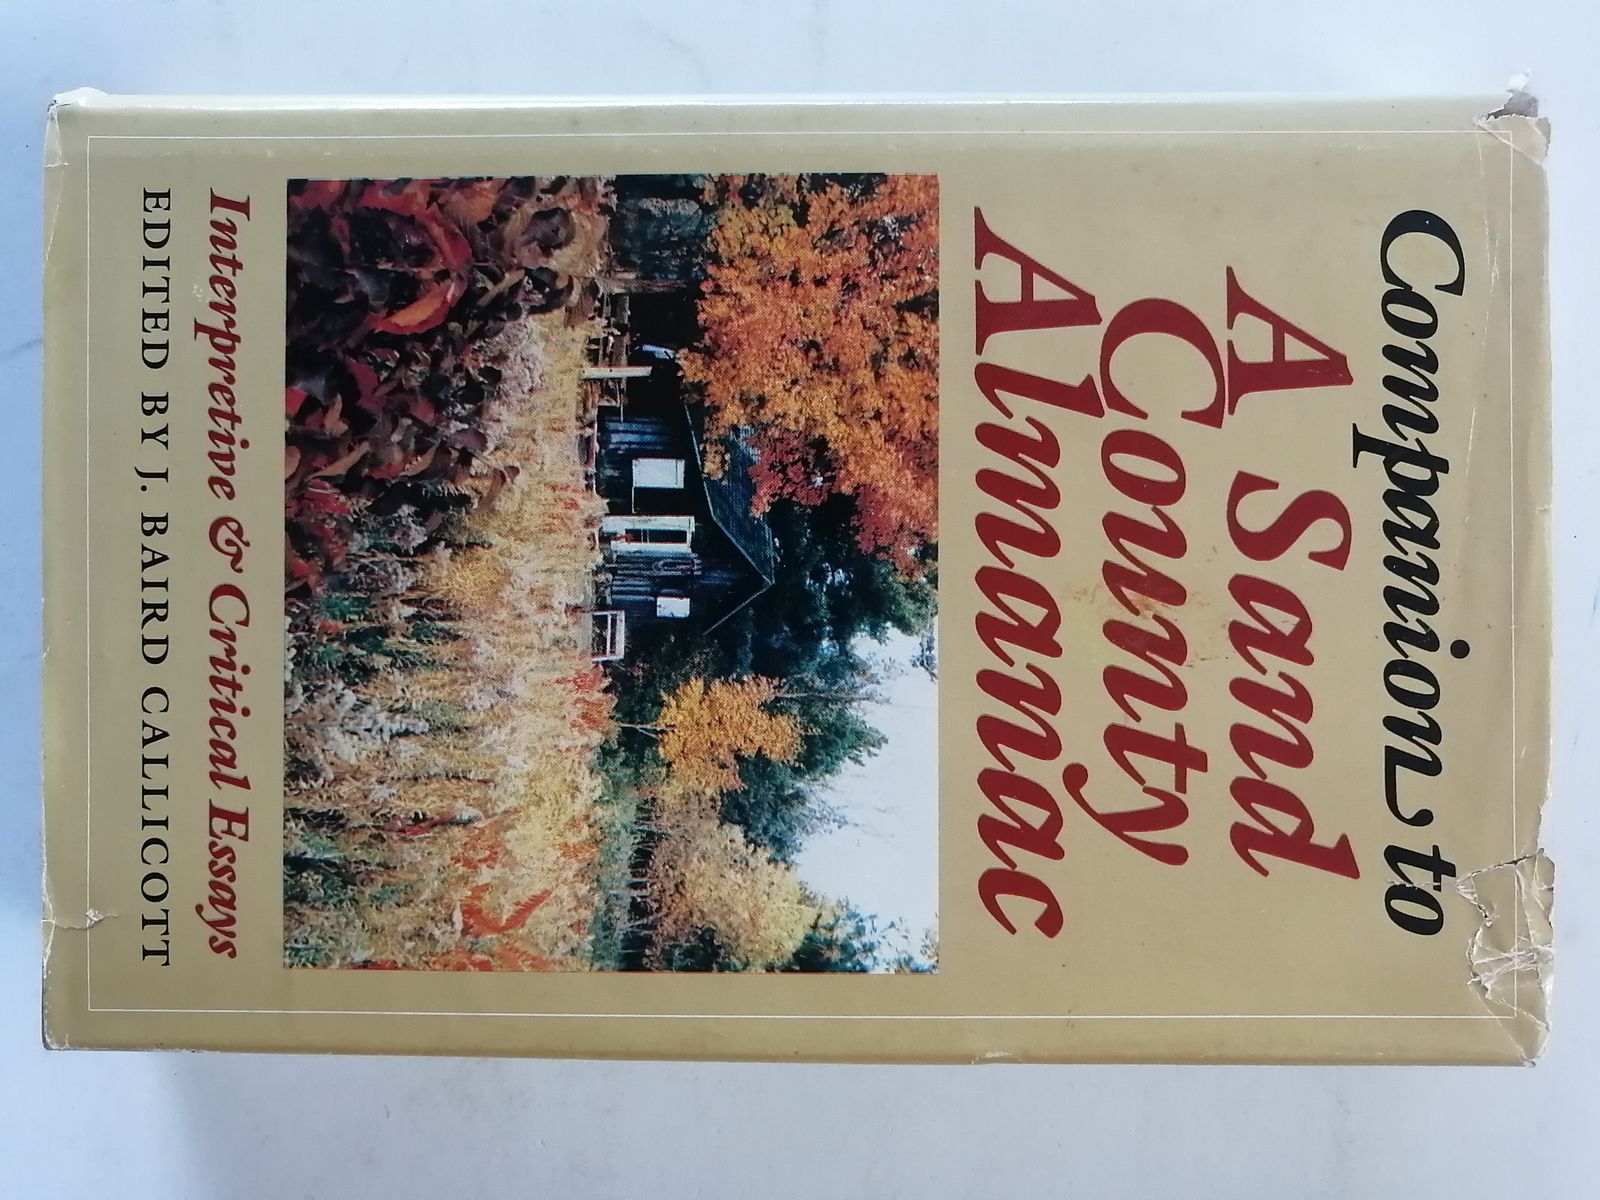 Companion to
A Sand
County
Almanac
Interpretive & Critical Essays
EDITED BY J. BAIRD CALLICOTT